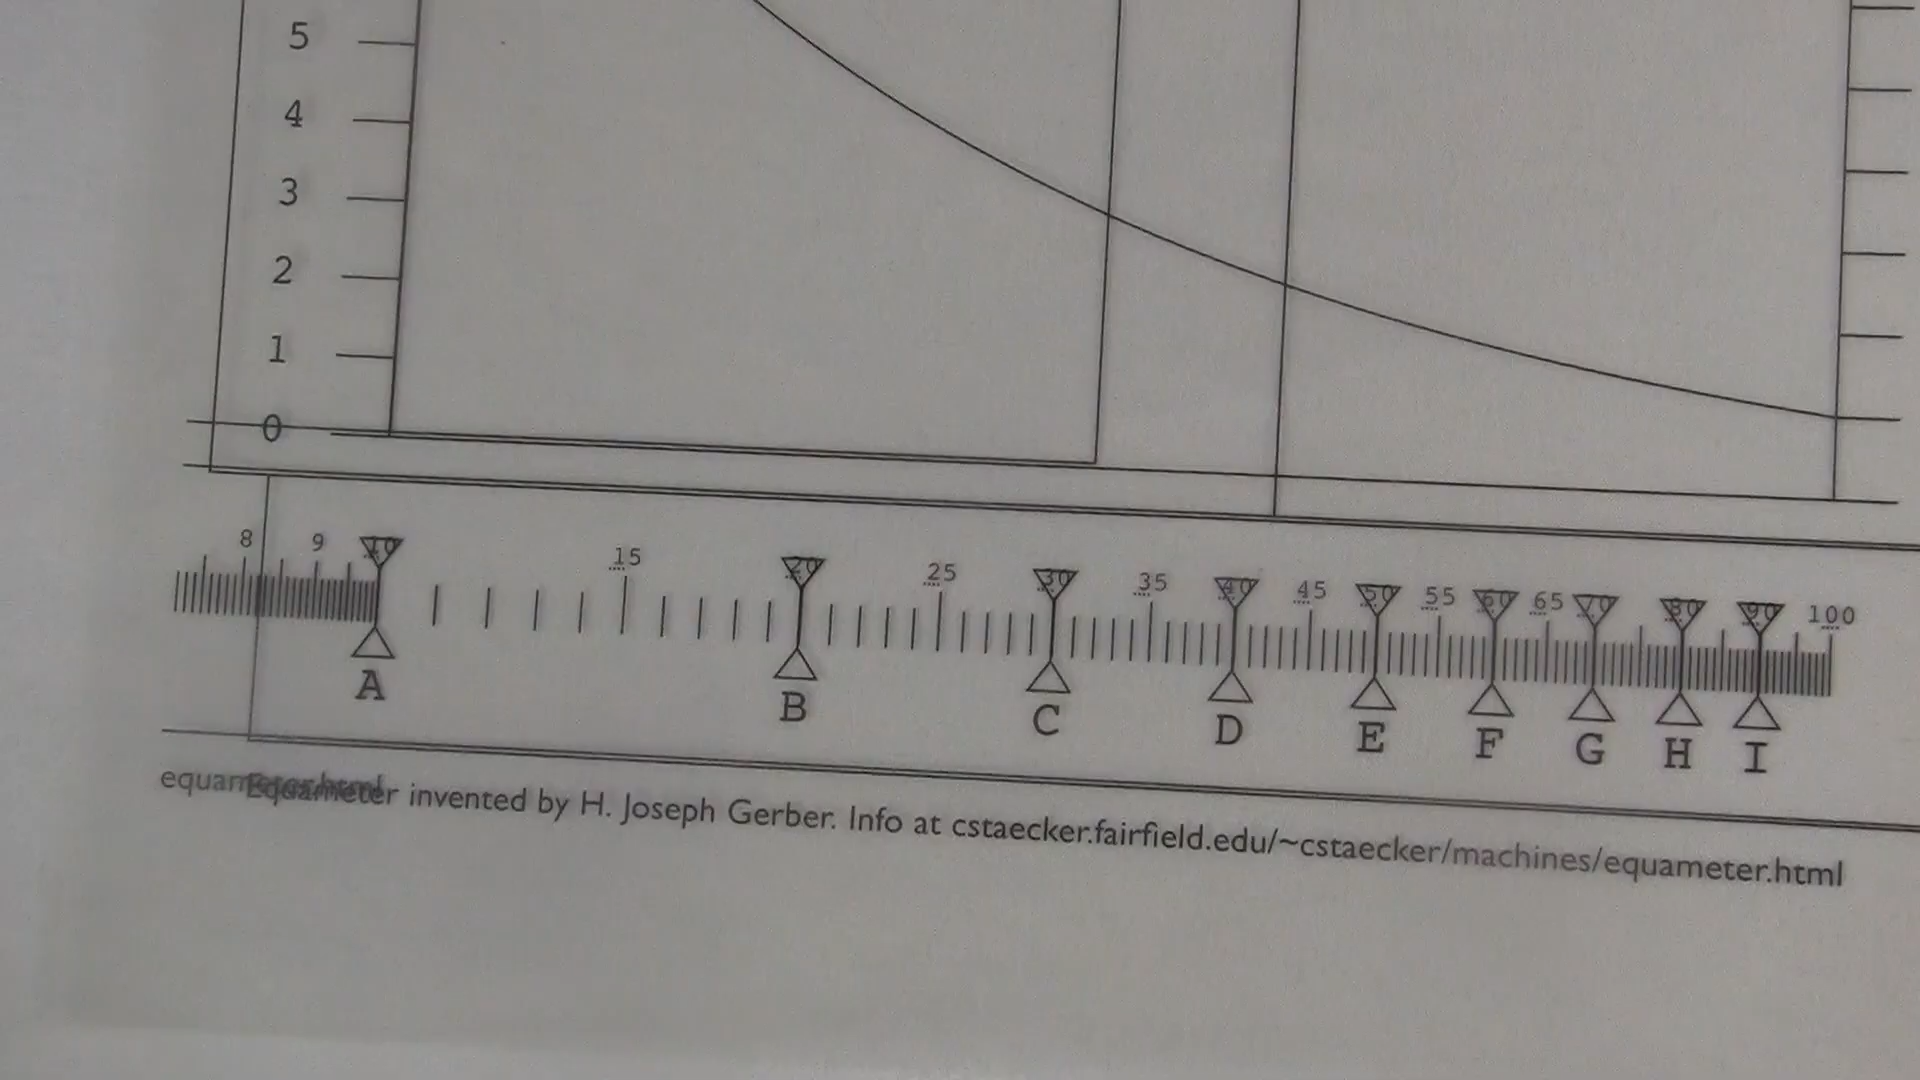 5
4
3
2
1
0
8 9 10 15 20 25 30 35 40 45 50 55 60 65 70 80 90 100
A B C D E F G H I
Equameter invented by H. Joseph Gerber. Info at cstaecker.fairfield.edu/~cstaecker/machines/equameter.html